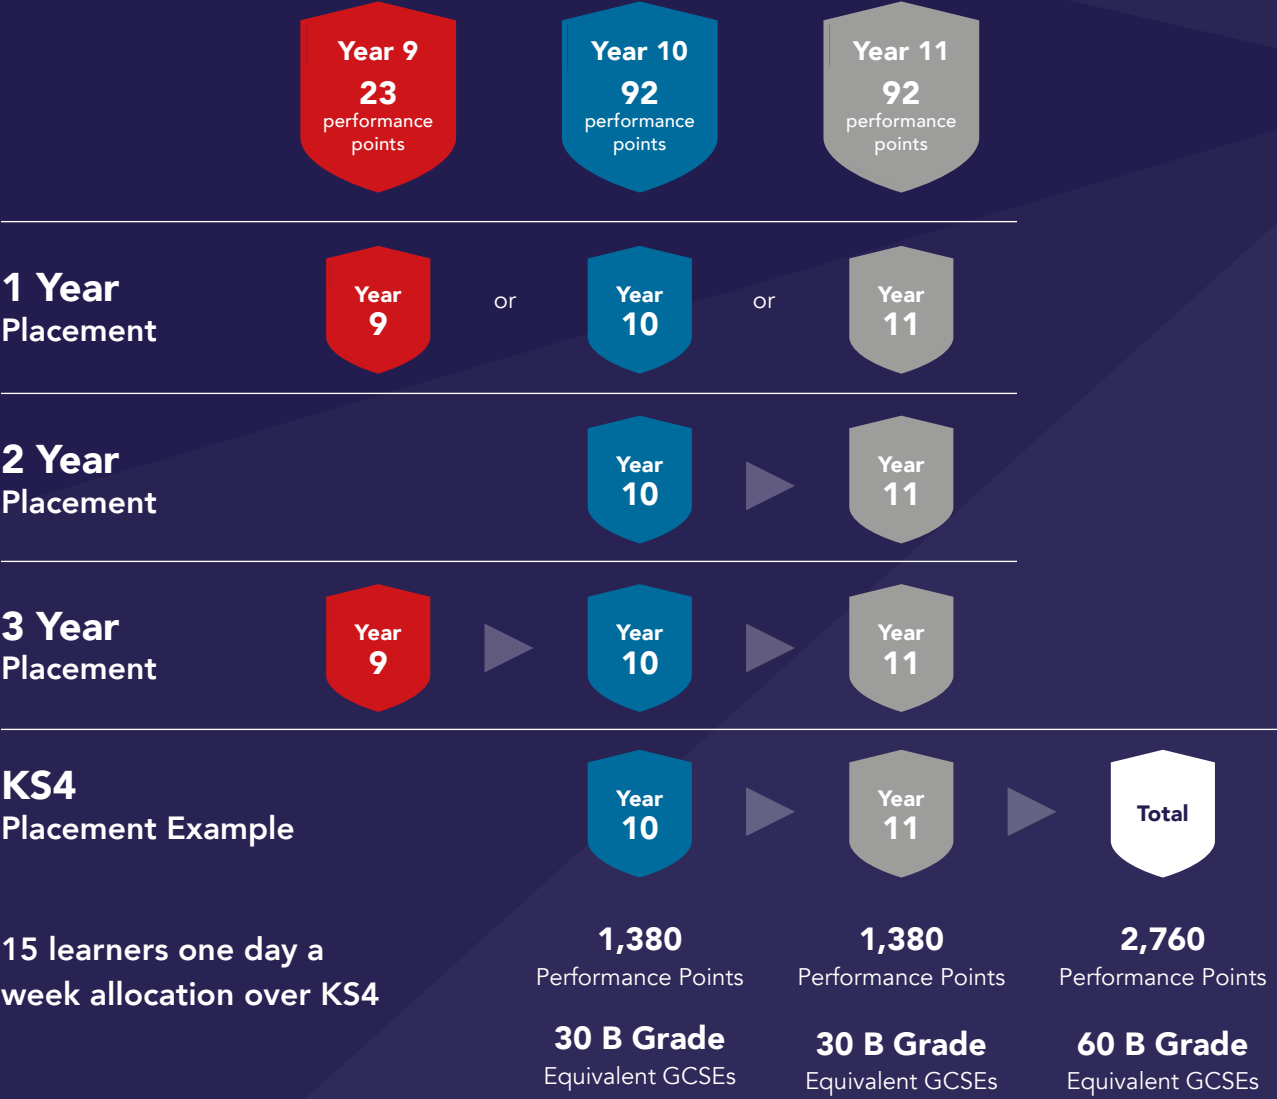 Year 9
23
performance
points
Year 10
92
performance
points
Year 11
92
performance
points
1 Year
Placement
Year
9
or
Year
10
or
Year
11
2 Year
Placement
Year
10
Year
11
3 Year
Placement
Year
9
Year
10
Year
11
KS4
Placement Example
Year
10
Year
11
Total
15 learners one day a
week allocation over KS4
1,380
Performance Points
30 B Grade
Equivalent GCSEs
1,380
Performance Points
30 B Grade
Equivalent GCSEs
2,760
Performance Points
60 B Grade
Equivalent GCSEs